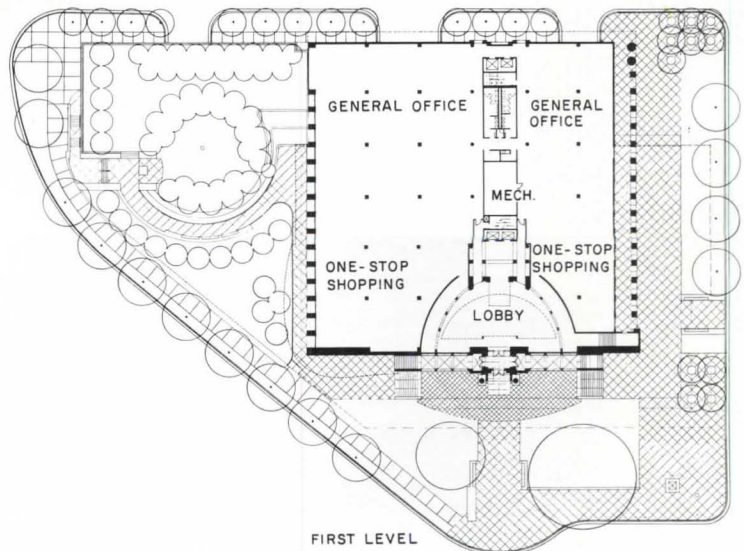 GENERAL OFFICE
GENERAL
OFFICE
MECH.
ONE-STOP
SHOPPING
ONE-STOP
SHOPPING
LOBBY
FIRST LEVEL